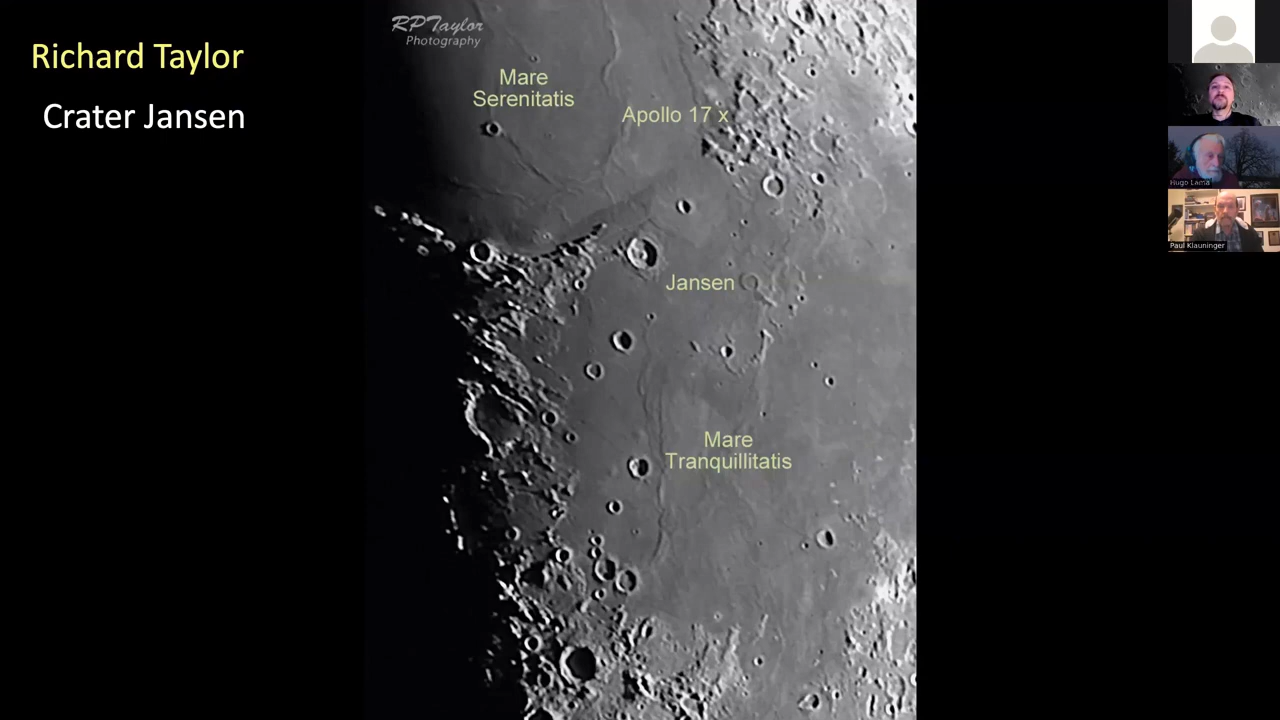 Richard Taylor
Crater Jansen
RPTaylor
Photography
Mare
Serenitatis
Apollo 17 x
Jansen
Mare
Tranquillitatis
Hugo Lama
Paul Klauninger